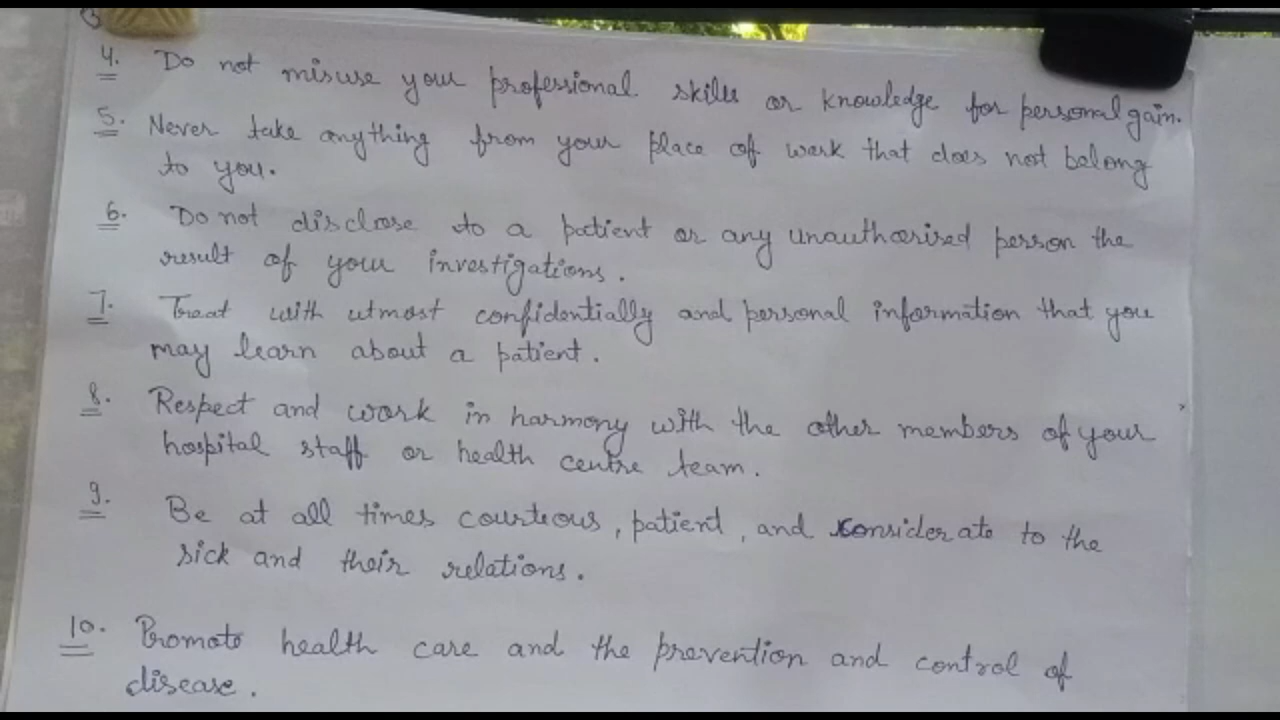 4. Do not misuse your professional skills or knowledge for personal gain.
5. Never take anything from your place of work that does not belong
to you.
6. Do not disclose to a patient or any unauthorised person the
result of your investigations.
7. Treat with utmost confidentially and personal information that you
may learn about a patient.
8. Respect and work in harmony with the other members of your
hospital staff or health centre team.
9. Be at all times courteous, patient, and considerate to the
sick and their relations.
10. Promote health care and the prevention and control of
disease.